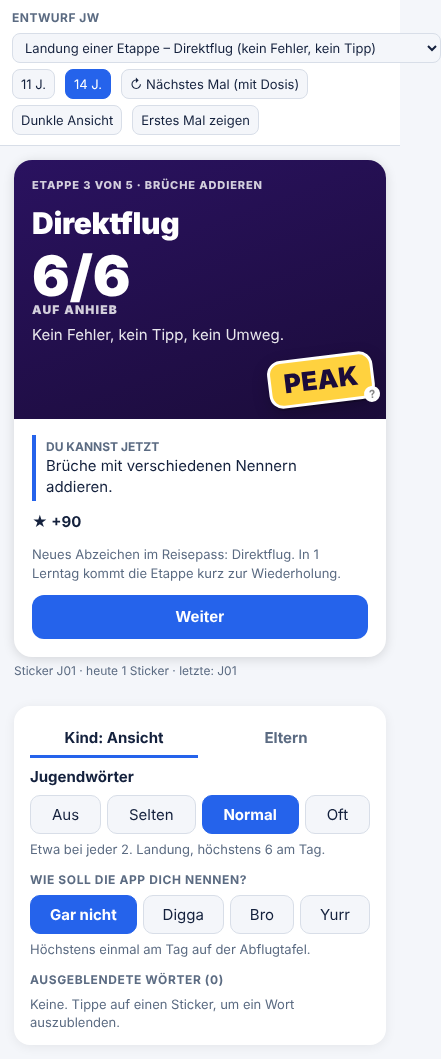 ENTWURF JW
Landung einer Etappe – Direktflug (kein Fehler, kein Tipp)
11 J.
14 J.
↻ Nächstes Mal (mit Dosis)
Dunkle Ansicht
Erstes Mal zeigen
ETAPPE 3 VON 5 · BRÜCHE ADDIEREN
Direktflug
6/6
AUF ANHIEB
Kein Fehler, kein Tipp, kein Umweg.
PEAK
?
DU KANNST JETZT
Brüche mit verschiedenen Nennern
addieren.
★ +90
Neues Abzeichen im Reisepass: Direktflug. In 1
Lerntag kommt die Etappe kurz zur Wiederholung.
Weiter
Sticker J01 · heute 1 Sticker · letzte: J01
Kind: Ansicht
Eltern
Jugendwörter
Aus
Selten
Normal
Oft
Etwa bei jeder 2. Landung, höchstens 6 am Tag.
WIE SOLL DIE APP DICH NENNEN?
Gar nicht
Digga
Bro
Yurr
Höchstens einmal am Tag auf der Abflugtafel.
AUSGEBLENDETE WÖRTER (0)
Keine. Tippe auf einen Sticker, um ein Wort
auszublenden.